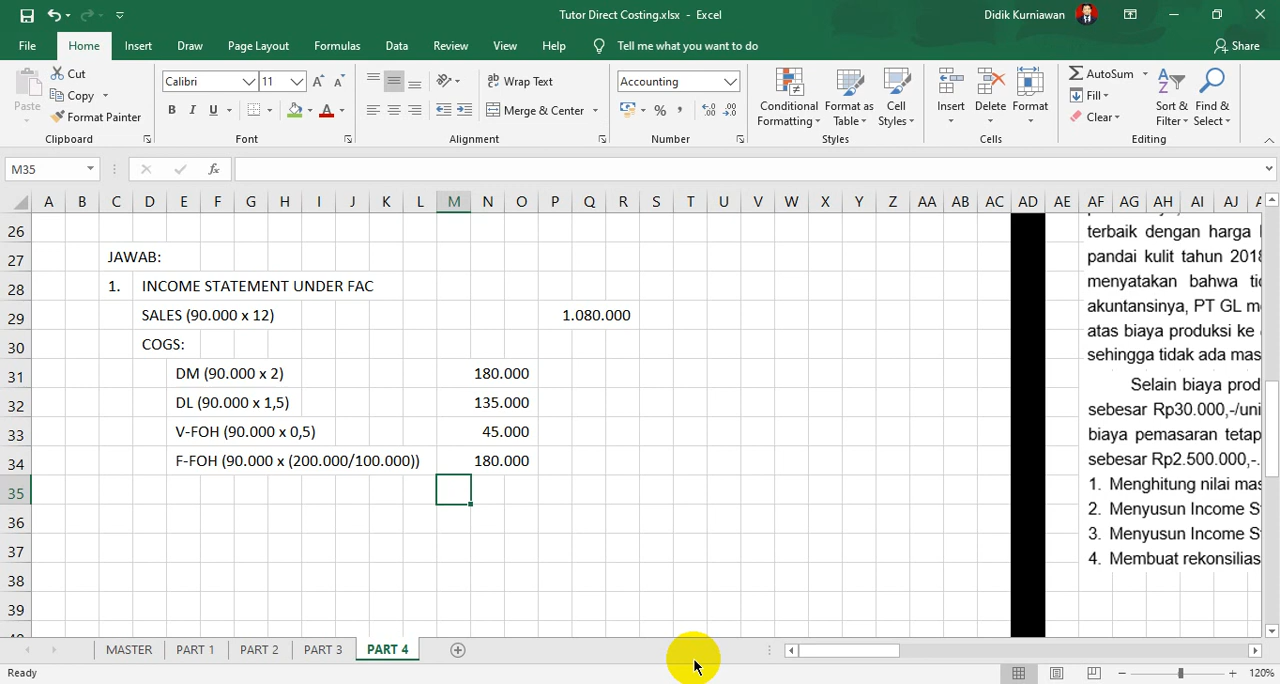 Tutor Direct Costing.xlsx - Excel
Didik Kurniawan
File Home Insert Draw Page Layout Formulas Data Review View Help Tell me what you want to do Share
Paste
Cut
Copy
Format Painter
Clipboard
Calibri 11
B I U
Font
Wrap Text
Merge & Center
Alignment
Accounting
Number
Conditional Formatting
Format as Table
Cell Styles
Styles
Insert Delete Format
Cells
AutoSum
Fill
Clear
Sort & Filter
Find & Select
Editing
M35 fx
A B C D E F G H I J K L M N O P Q R S T U V W X Y Z AA AB AC AD AE AF AG AH AI AJ
26
27 JAWAB:
28 1. INCOME STATEMENT UNDER FAC
29 SALES (90.000 x 12) 1.080.000
30 COGS:
31 DM (90.000 x 2) 180.000
32 DL (90.000 x 1,5) 135.000
33 V-FOH (90.000 x 0,5) 45.000
34 F-FOH (90.000 x (200.000/100.000)) 180.000
35
36
37
38
39
terbaik dengan harga
pandai kulit tahun 2018
menyatakan bahwa
akuntansinya, PT GL
atas biaya produksi ke
sehingga tidak ada mas
Selain biaya prod
sebesar Rp30.000,-/uni
biaya pemasaran tetap
sebesar Rp2.500.000,-.
1. Menghitung nilai mas
2. Menyusun Income S
3. Menyusun Income S
4. Membuat rekonsilias
MASTER PART 1 PART 2 PART 3 PART 4
Ready 120%